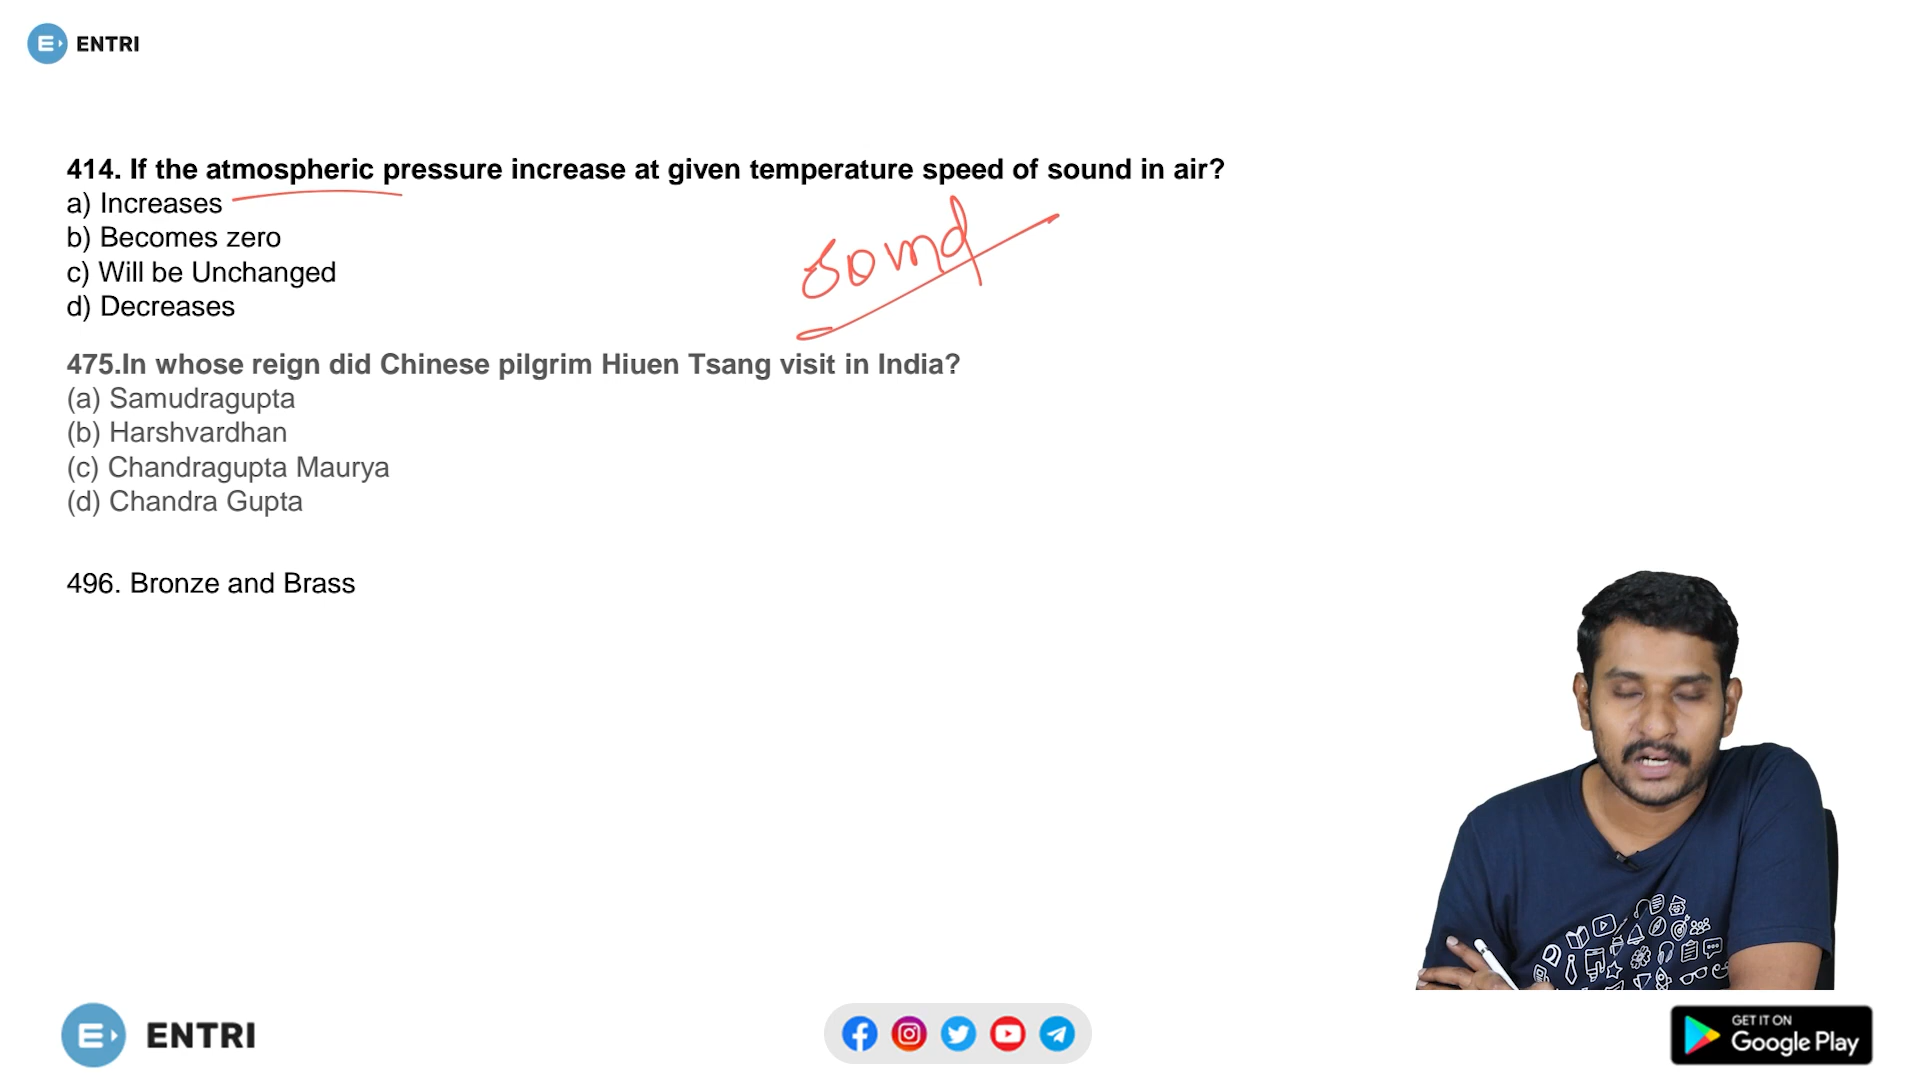 ENTRI
414. If the atmospheric pressure increase at given temperature speed of sound in air?
a) Increases
b) Becomes zero
c) Will be Unchanged
d) Decreases
sound
475.In whose reign did Chinese pilgrim Hiuen Tsang visit in India?
(a) Samudragupta
(b) Harshvardhan
(c) Chandragupta Maurya
(d) Chandra Gupta
496. Bronze and Brass
ENTRI
GET IT ON
Google Play